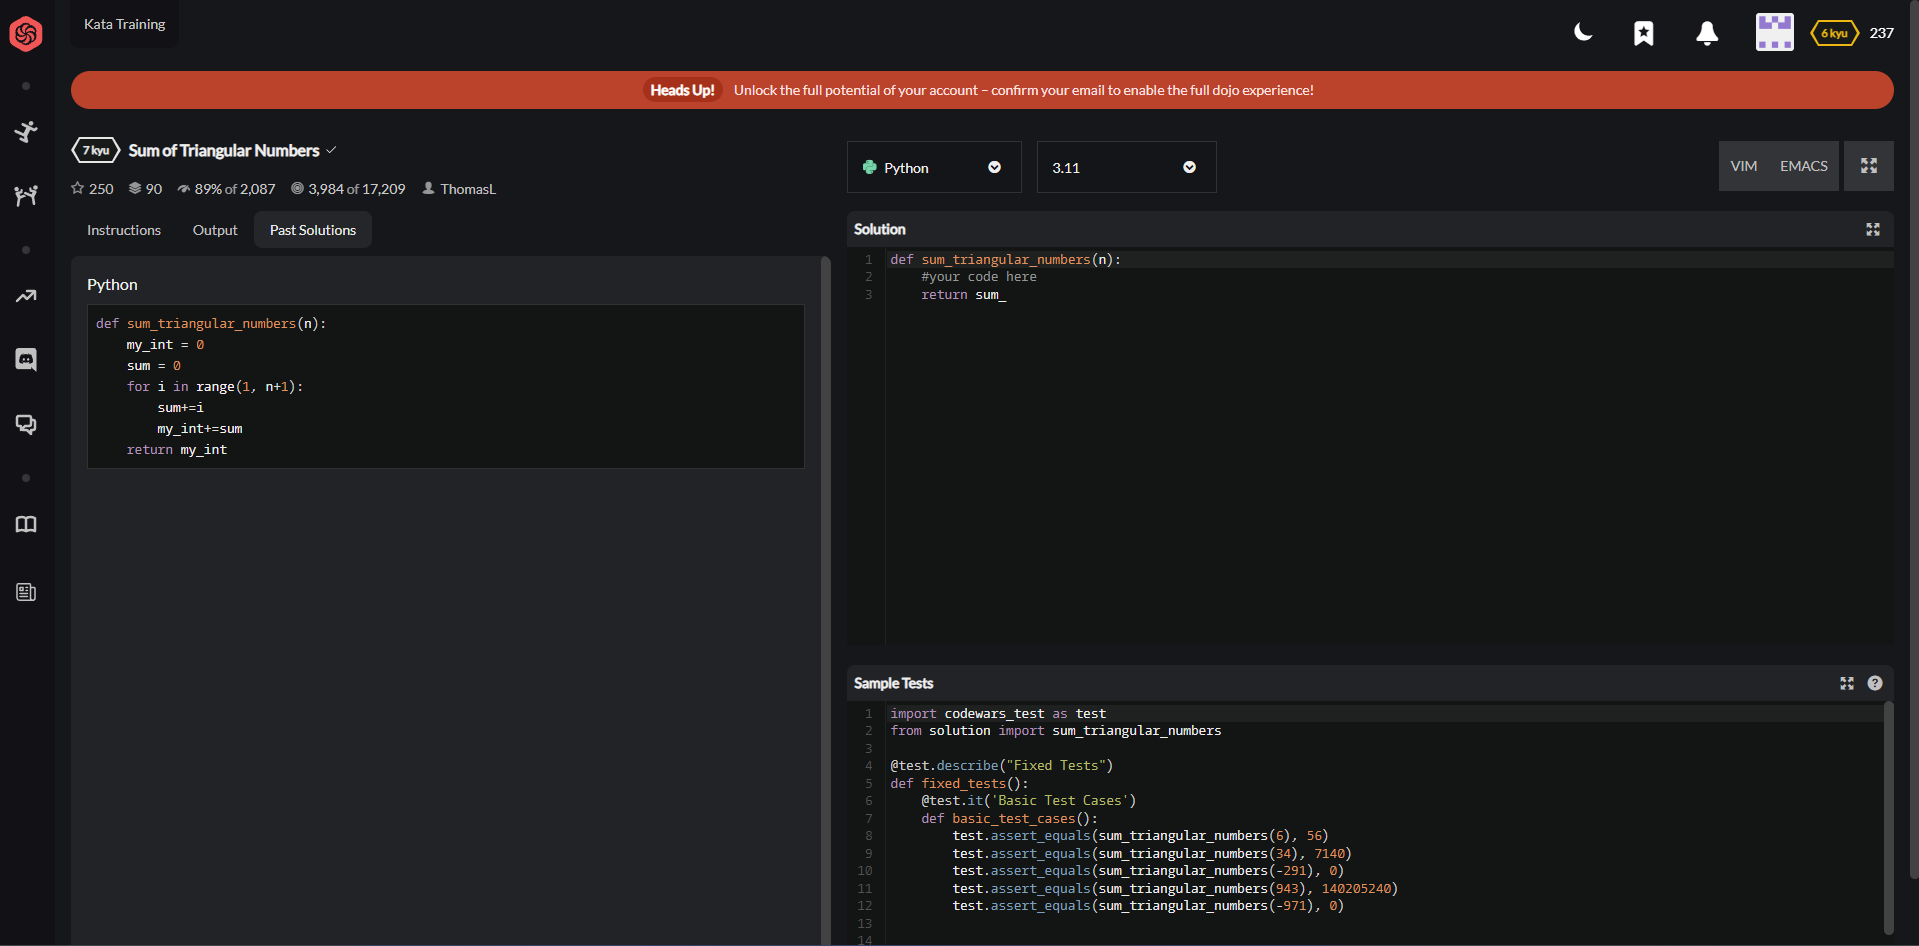 Kata Training
6 kyu 237
Heads Up! Unlock the full potential of your account – confirm your email to enable the full dojo experience!
7 kyu Sum of Triangular Numbers
250 90 89% of 2,087 3,984 of 17,209 ThomasL
Instructions Output Past Solutions
Python
def sum_triangular_numbers(n):
    my_int = 0
    sum = 0
    for i in range(1, n+1):
        sum+=i
        my_int+=sum
    return my_int
Python 3.11 VIM EMACS
Solution
1 def sum_triangular_numbers(n):
2     #your code here
3     return sum_
Sample Tests ?
1 import codewars_test as test
2 from solution import sum_triangular_numbers
3
4 @test.describe("Fixed Tests")
5 def fixed_tests():
6     @test.it('Basic Test Cases')
7     def basic_test_cases():
8         test.assert_equals(sum_triangular_numbers(6), 56)
9         test.assert_equals(sum_triangular_numbers(34), 7140)
10         test.assert_equals(sum_triangular_numbers(-291), 0)
11         test.assert_equals(sum_triangular_numbers(943), 140205240)
12         test.assert_equals(sum_triangular_numbers(-971), 0)
13
14